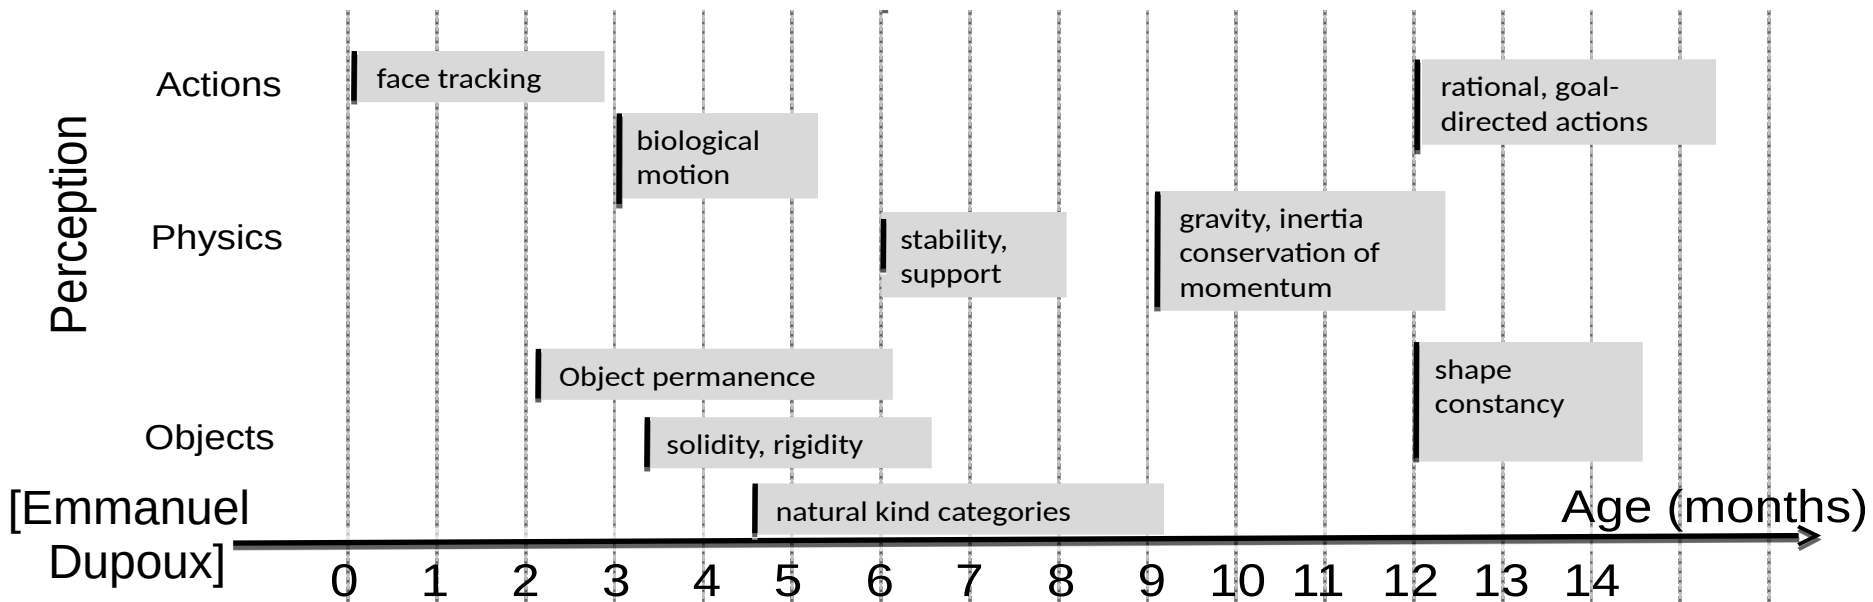 Perception
Actions
face tracking
rational, goal-
directed actions
biological
motion
Physics
stability,
support
gravity, inertia
conservation of
momentum
Object permanence
shape
constancy
Objects
solidity, rigidity
natural kind categories
[Emmanuel
Dupoux]
Age (months)
0 1 2 3 4 5 6 7 8 9 10 11 12 13 14